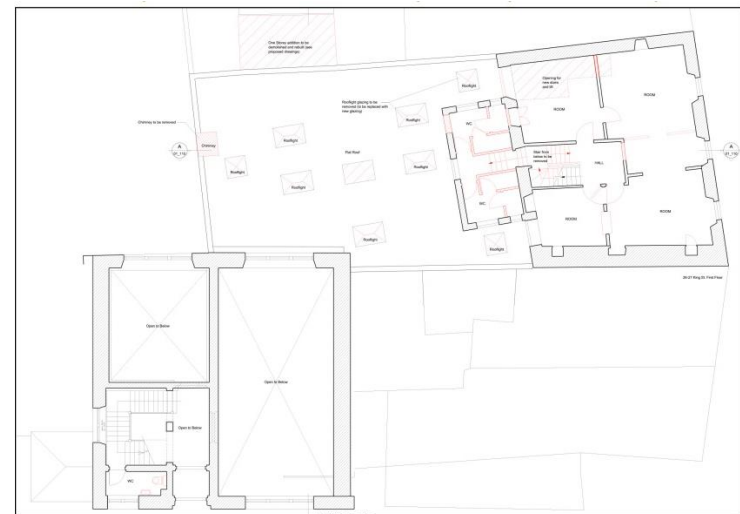 One Storey addition to be
demolished and rebuilt (see
proposed drawings)
Rooflight
Rooflight glazing to be
removed (to be replaced with
new glazing)
Opening for
new stairs
and lift
ROOM
ROOM
Chimney to be removed
Chimney
Rooflight
Rooflight
WC
A
A
Rooflight
Flat Roof
Rooflight
Stair from
below to be
removed
HALL
Rooflight
WC
ROOM
ROOM
Rooflight
Rooflight
First Floor
Open to Below
Open to Below
Open to Below
WC